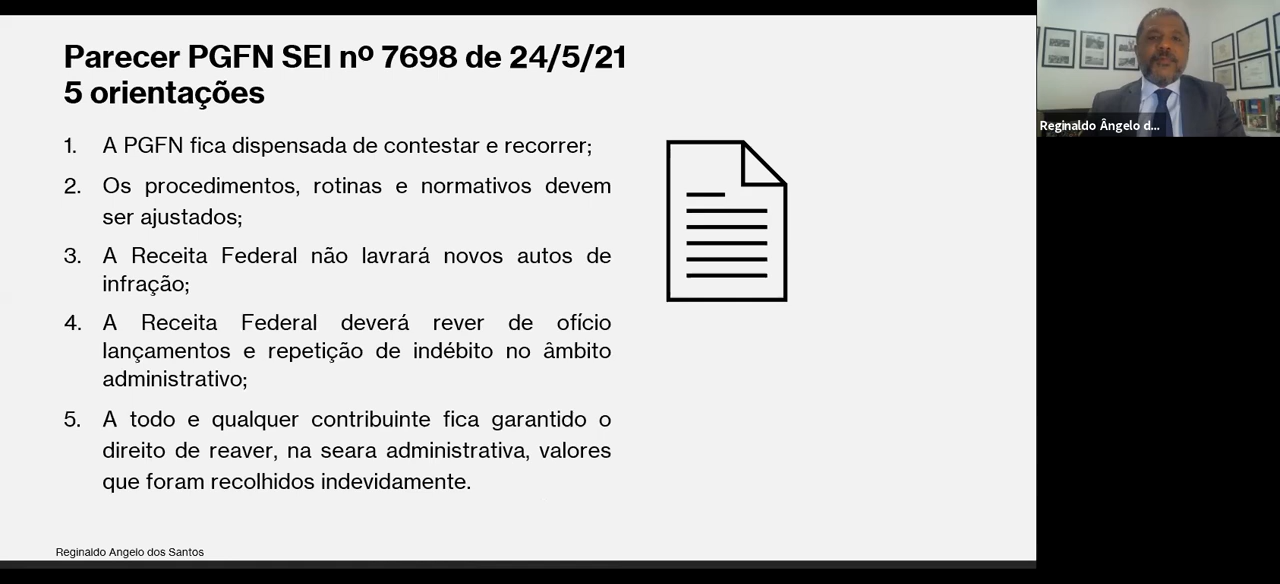 Parecer PGFN SEI nº 7698 de 24/5/21
5 orientações
1. A PGFN fica dispensada de contestar e recorrer;
2. Os procedimentos, rotinas e normativos devem
ser ajustados;
3. A Receita Federal não lavrará novos autos de
infração;
4. A Receita Federal deverá rever de ofício
lançamentos e repetição de indébito no âmbito
administrativo;
5. A todo e qualquer contribuinte fica garantido o
direito de reaver, na seara administrativa, valores
que foram recolhidos indevidamente.
Reginaldo Angelo dos Santos
Reginaldo Ângelo d...